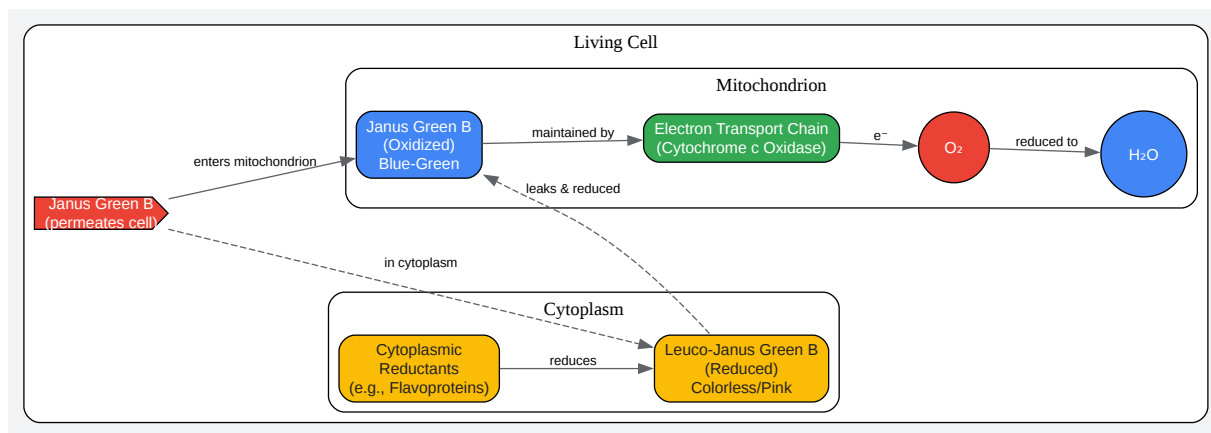 Living Cell
Mitochondrion
Janus Green B
(Oxidized)
Blue-Green
maintained by
Electron Transport Chain
(Cytochrome c Oxidase)
e⁻
O₂
reduced to
H₂O
enters mitochondrion
leaks & reduced
Janus Green B
(permeates cell)
in cytoplasm
Cytoplasm
Cytoplasmic
Reductants
(e.g., Flavoproteins)
reduces
Leuco-Janus Green B
(Reduced)
Colorless/Pink